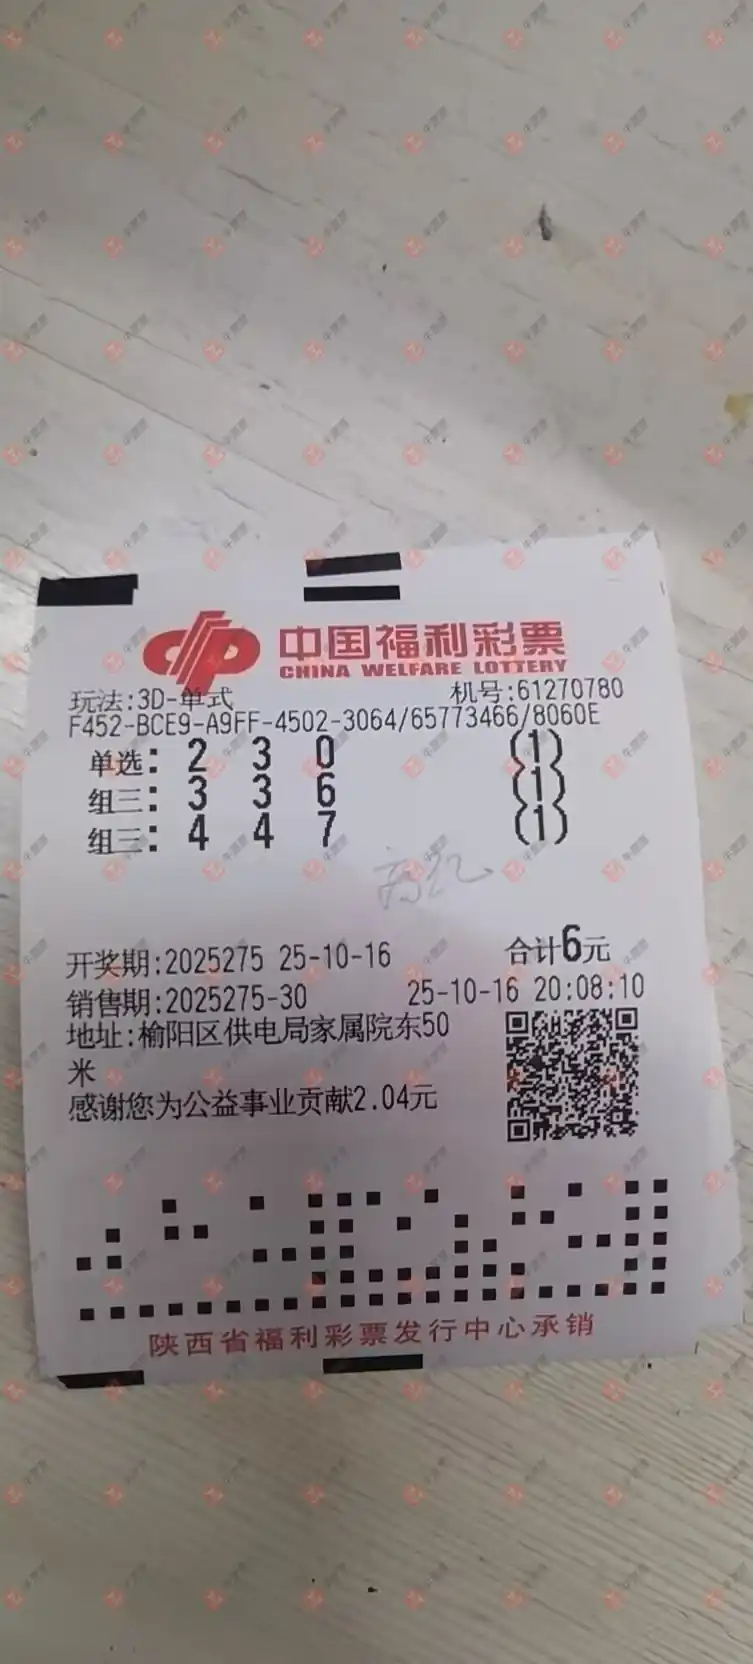 中国福利彩票
CHINA WELFARE LOTTERY
玩法:3D-单式 机号:61270780
F452-BCE9-A9FF-4502-3064/65773466/8060E
单选: 2 3 0 (1)
组三: 3 3 6 (1)
组三: 4 4 7 (1)
开奖期:2025275 25-10-16 合计6元
销售期:2025275-30 25-10-16 20:08:10
地址:榆阳区供电局家属院东50
米
感谢您为公益事业贡献2.04元
陕西省福利彩票发行中心承销